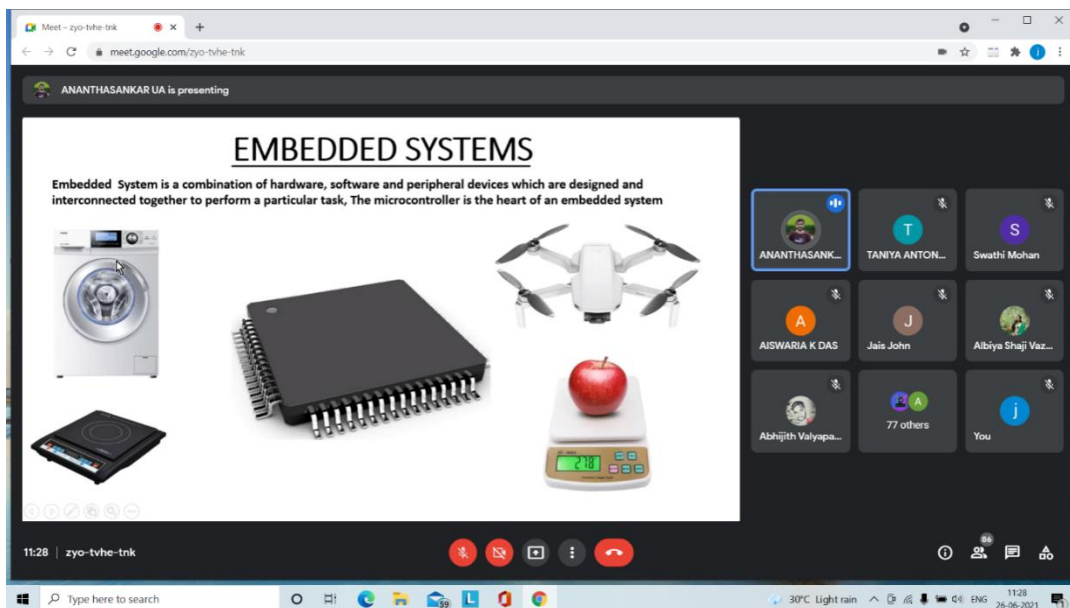 Meet – zyo-tvhe-tnk
meet.google.com/zyo-tvhe-tnk
j
ANANTHASANKAR UA is presenting
EMBEDDED SYSTEMS
Embedded System is a combination of hardware, software and peripheral devices which are designed and
interconnected together to perform a particular task, The microcontroller is the heart of an embedded system
278
ANANTHASANK...
T
TANIYA ANTON...
S
Swathi Mohan
A
AISWARIA K DAS
J
Jais John
Albiya Shaji Vaz...
Abhijith Valyapa...
A
77 others
j
You
11:28 | zyo-tvhe-tnk
86
Type here to search
59
L
30°C Light rain
ENG
11:28
26-06-2021